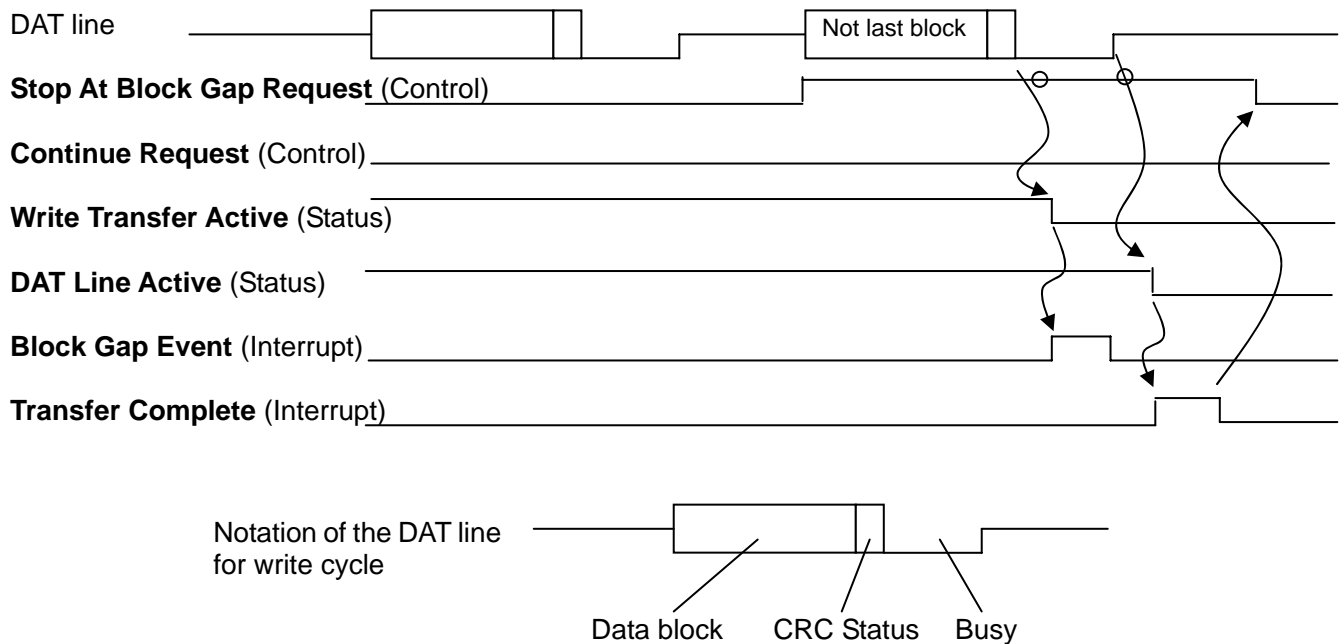 DAT line
Not last block
Stop At Block Gap Request (Control)
Continue Request (Control)
Write Transfer Active (Status)
DAT Line Active (Status)
Block Gap Event (Interrupt)
Transfer Complete (Interrupt)
Notation of the DAT line
for write cycle
Data block CRC Status Busy